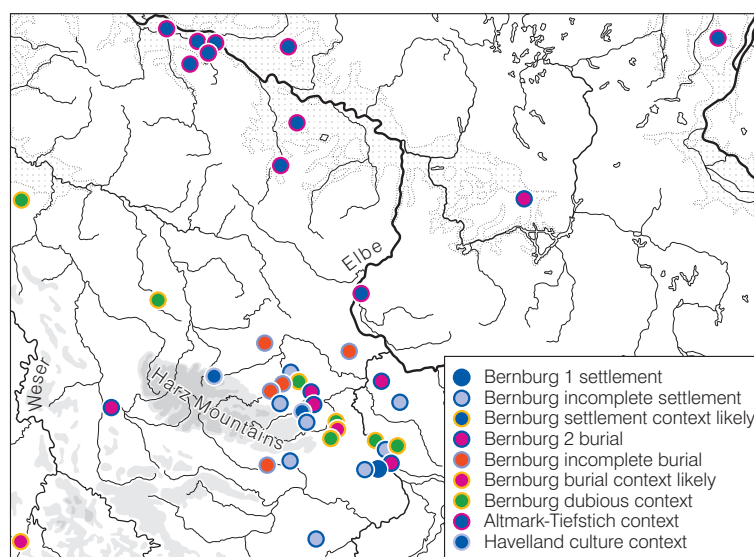 Elbe
Weser
Harz Mountains
Bernburg 1 settlement
Bernburg incomplete settlement
Bernburg settlement context likely
Bernburg 2 burial
Bernburg incomplete burial
Bernburg burial context likely
Bernburg dubious context
Altmark-Tiefstich context
Havelland culture context